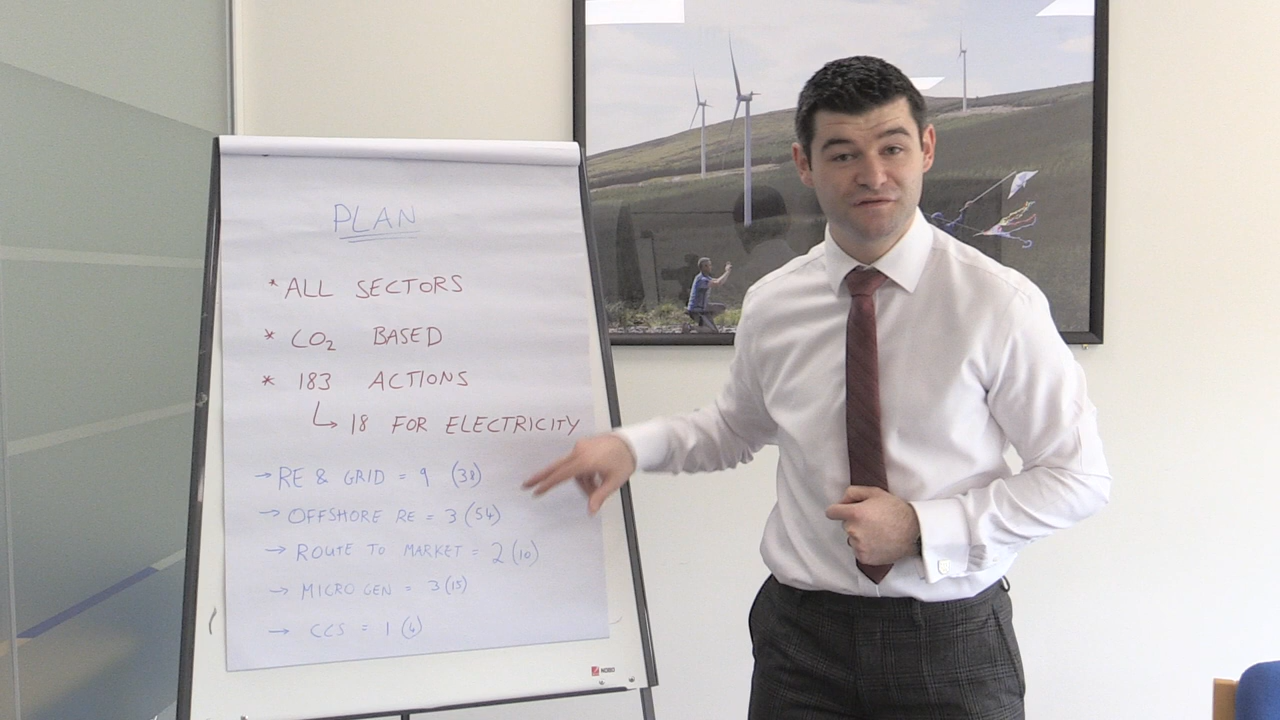 PLAN
* ALL SECTORS
* CO₂ BASED
* 183 ACTIONS
↳ 18 FOR ELECTRICITY
→ RE & GRID = 9 (38)
→ OFFSHORE RE = 3 (54)
→ ROUTE TO MARKET = 2 (10)
→ MICRO GEN = 3 (15)
→ CCS = 1 (6)
NOBO